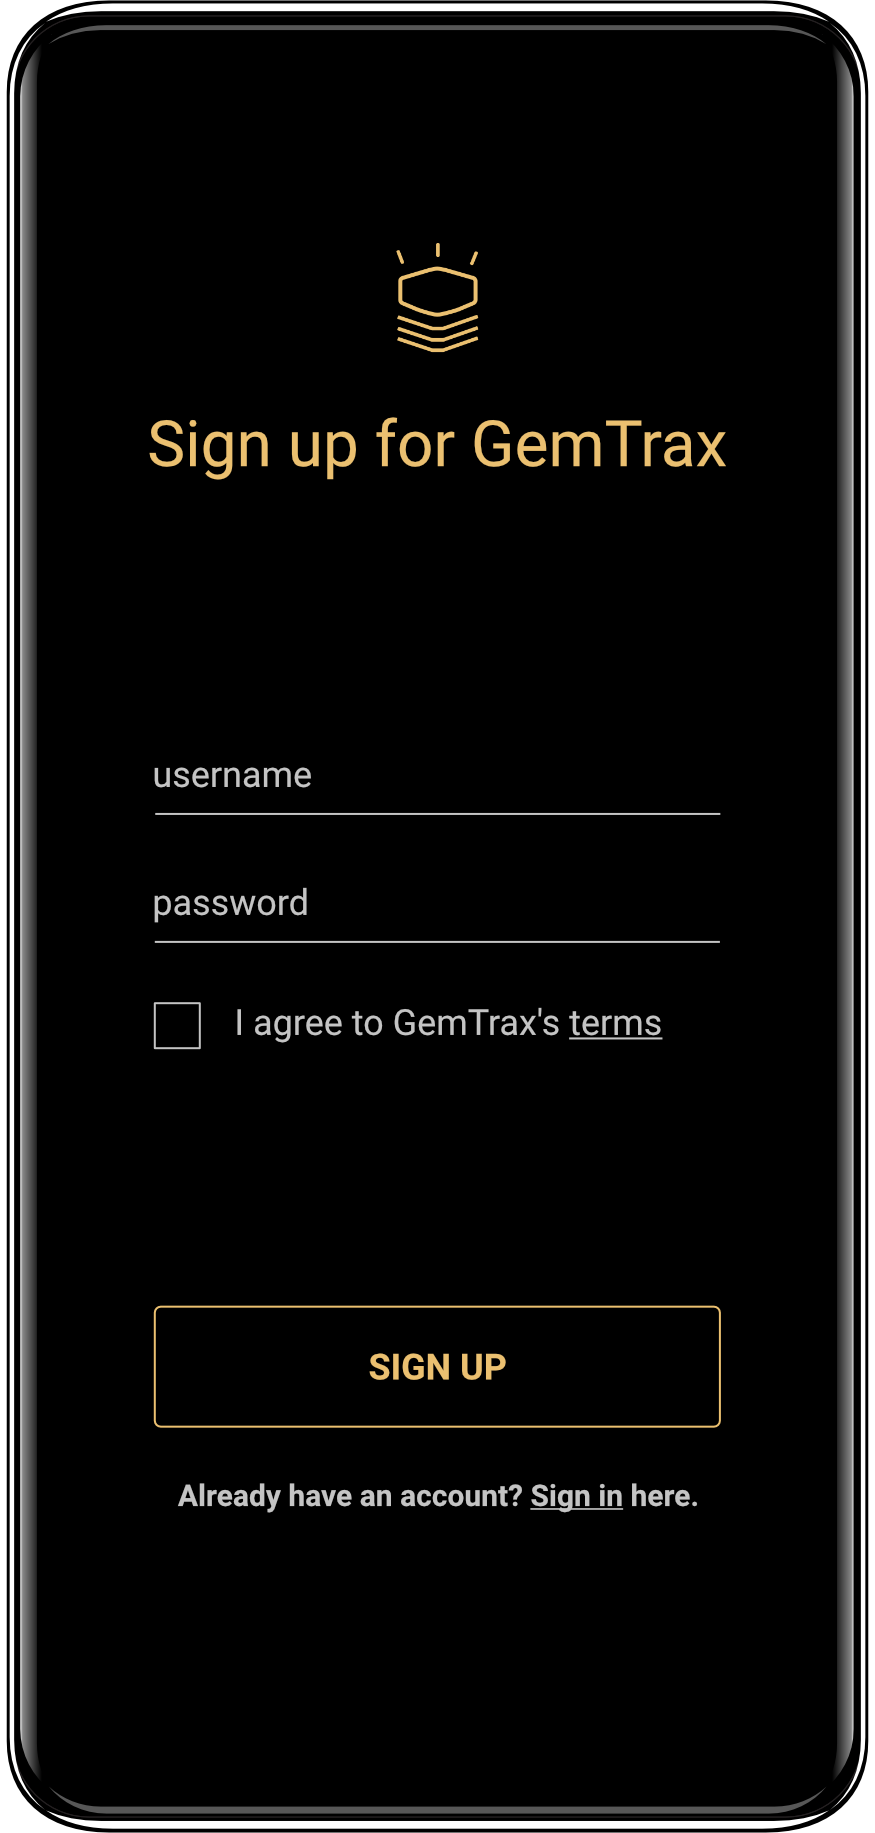 Sign up for GemTrax
username
password
I agree to GemTrax's terms
SIGN UP
Already have an account? Sign in here.